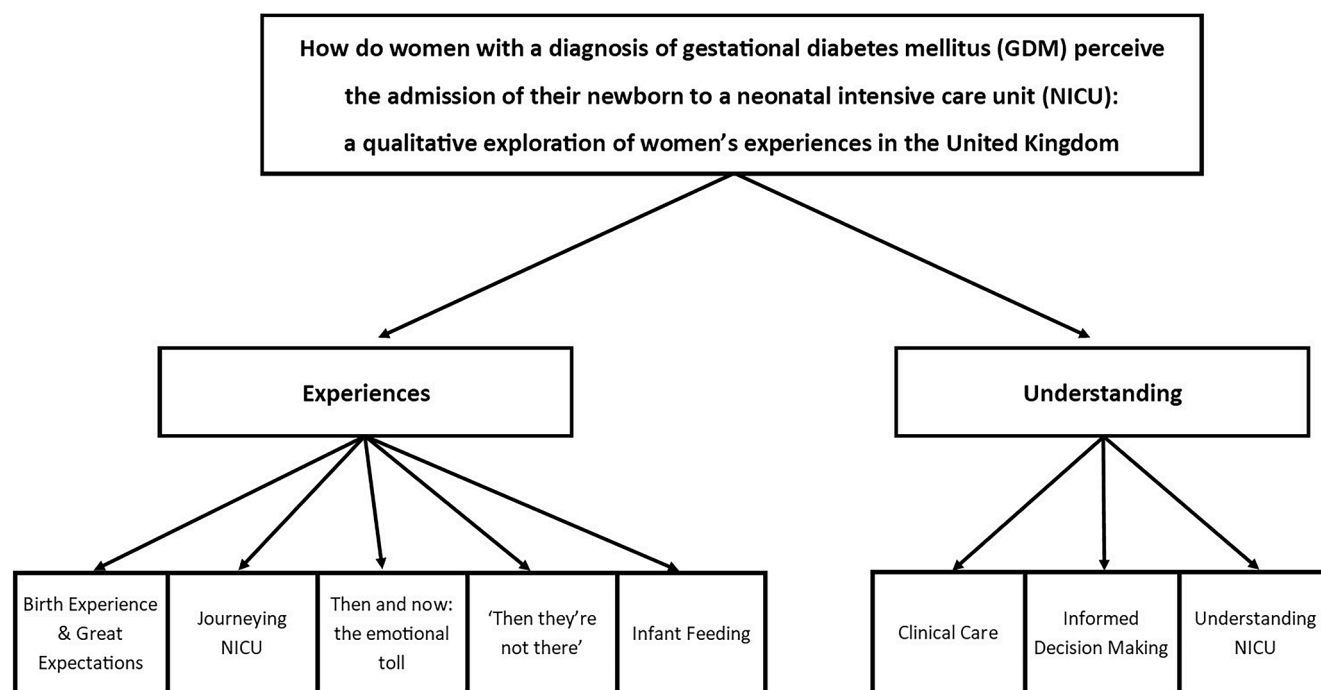 How do women with a diagnosis of gestational diabetes mellitus (GDM) perceive
the admission of their newborn to a neonatal intensive care unit (NICU):
a qualitative exploration of women’s experiences in the United Kingdom
Experiences
Understanding
Birth Experience
& Great
Expectations
Journeying
NICU
Then and now:
the emotional
toll
‘Then they’re
not there’
Infant Feeding
Clinical Care
Informed
Decision Making
Understanding
NICU